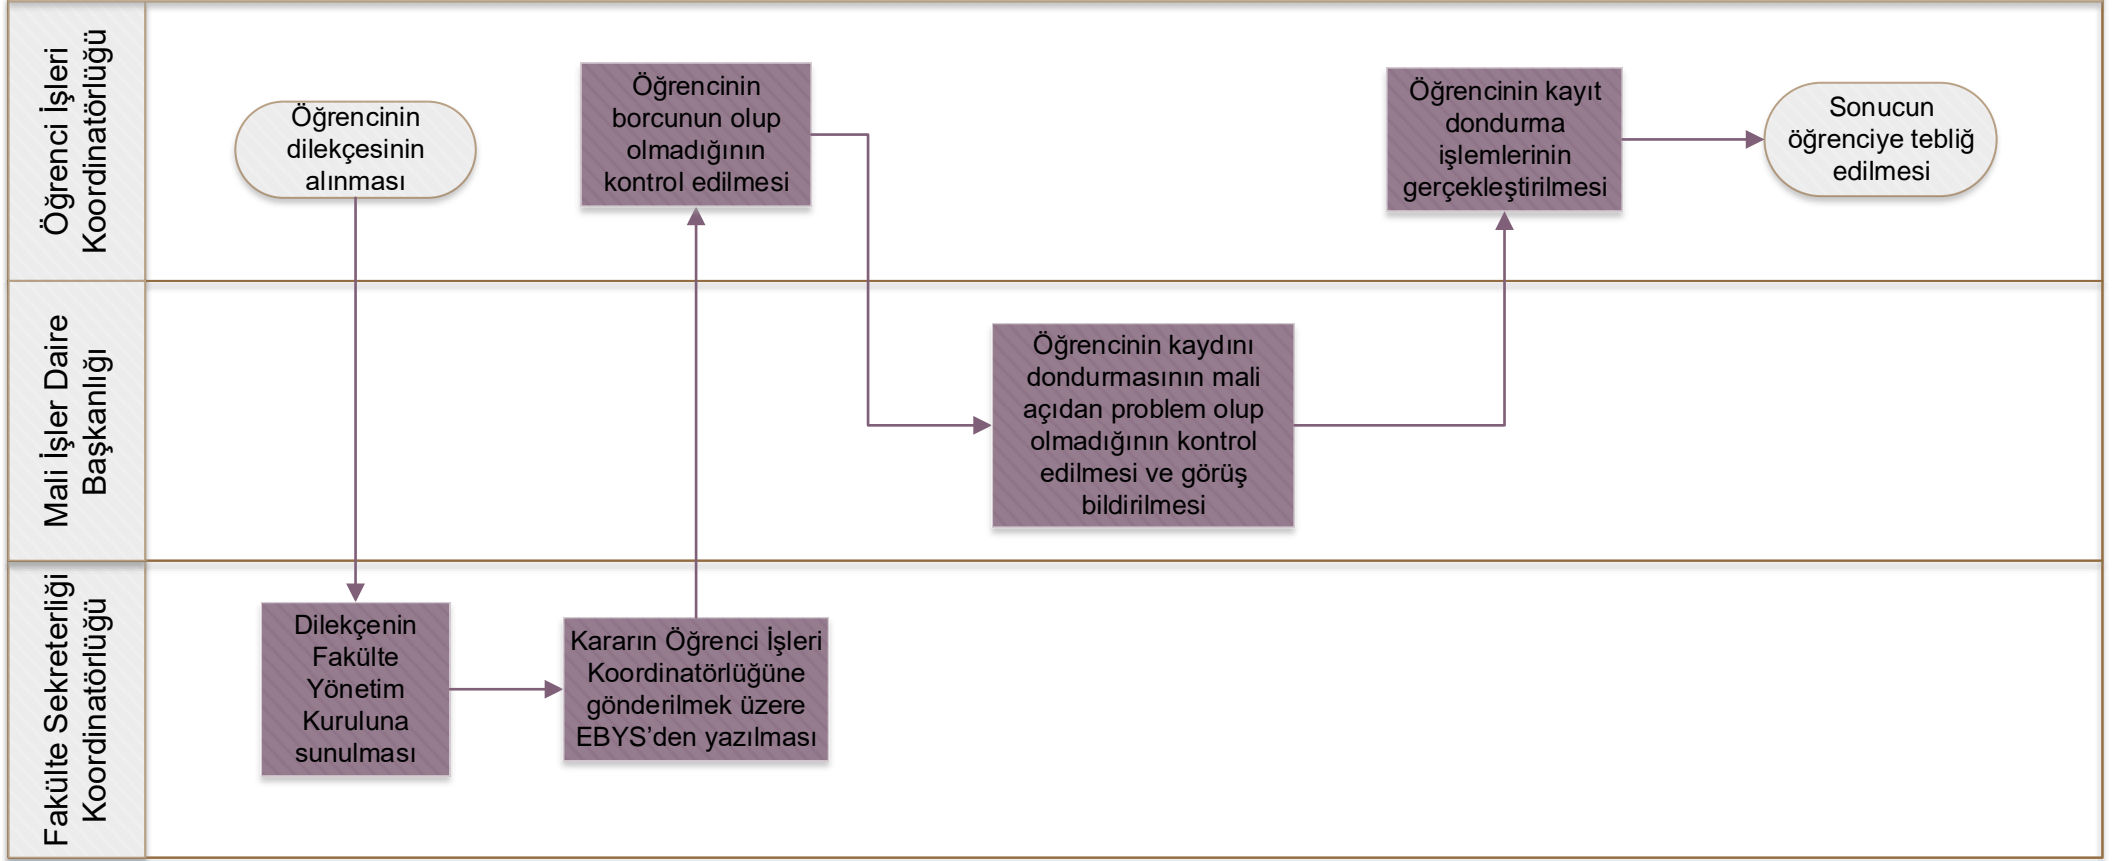 Öğrenci İşleri
Koordinatörlüğü
Öğrencinin
dilekçesinin
alınması
Öğrencinin
borcunun olup
olmadığının
kontrol edilmesi
Öğrencinin kayıt
dondurma
işlemlerinin
gerçekleştirilmesi
Sonucun
öğrenciye tebliğ
edilmesi
Mali İşler Daire
Başkanlığı
Öğrencinin kaydını
dondurmasının mali
açıdan problem olup
olmadığının kontrol
edilmesi ve görüş
bildirilmesi
Fakülte Sekreterliği
Koordinatörlüğü
Dilekçenin
Fakülte
Yönetim
Kuruluna
sunulması
Kararın Öğrenci İşleri
Koordinatörlüğüne
gönderilmek üzere
EBYS’den yazılması